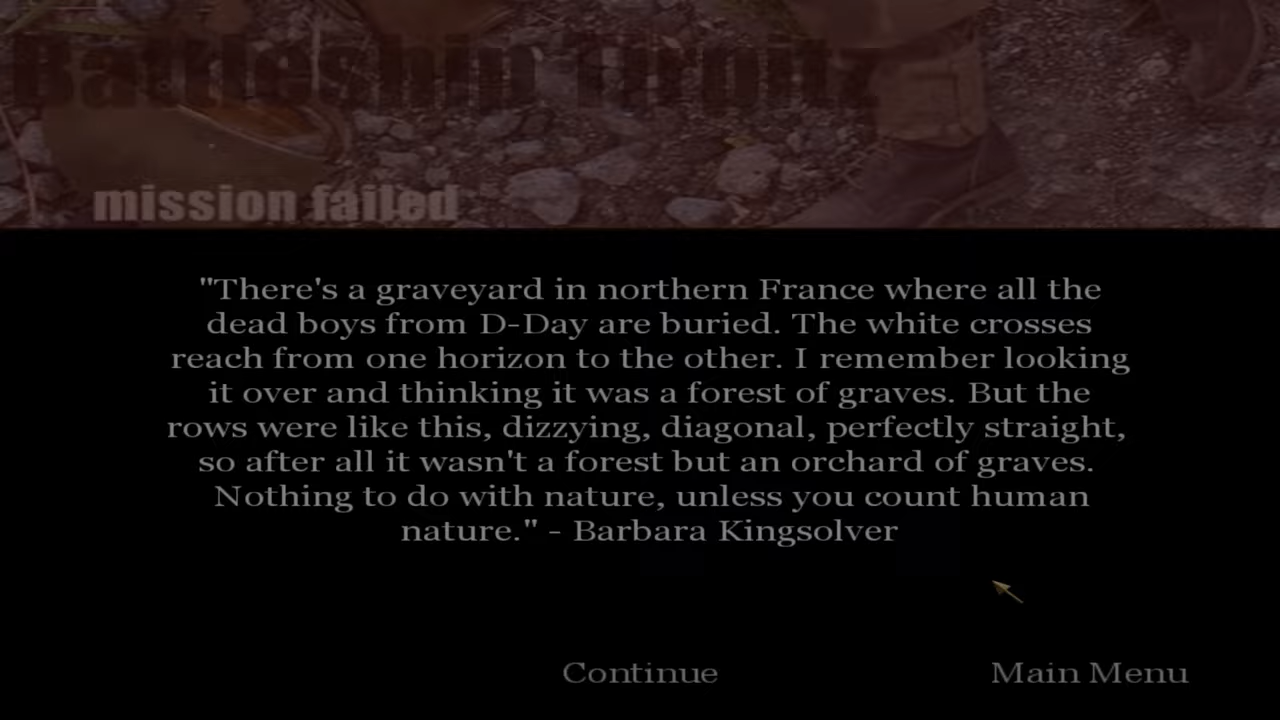 Battleship Tirpitz
mission failed
"There's a graveyard in northern France where all the
dead boys from D-Day are buried. The white crosses
reach from one horizon to the other. I remember looking
it over and thinking it was a forest of graves. But the
rows were like this, dizzying, diagonal, perfectly straight,
so after all it wasn't a forest but an orchard of graves.
Nothing to do with nature, unless you count human
nature." - Barbara Kingsolver
Continue
Main Menu